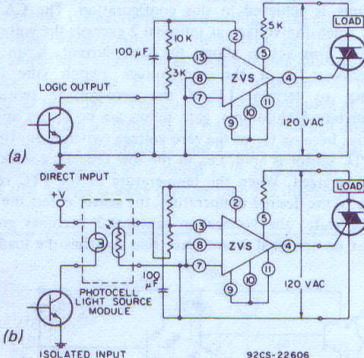 5 K
LOAD
10 K
2
5
100 µF
13
3K
8
ZVS
4
LOGIC OUTPUT
7
9
10
11
120 VAC
(a)
DIRECT INPUT
+V
2
5
LOAD
13
8
ZVS
4
7
100
µF
9
10
11
PHOTOCELL
LIGHT SOURCE
MODULE
120 VAC
(b)
ISOLATED INPUT
92CS-22606